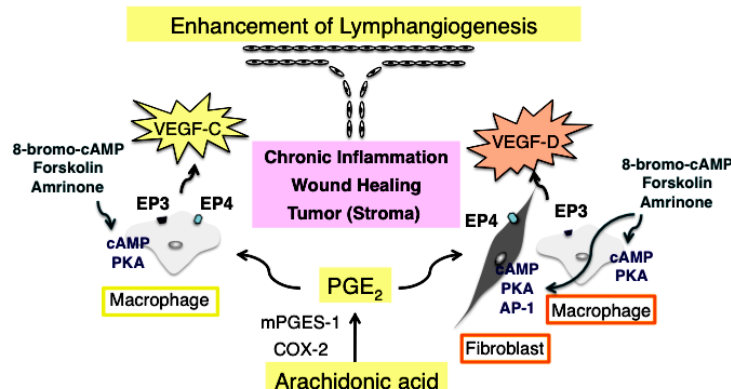 Enhancement of Lymphangiogenesis
VEGF-C
8-bromo-cAMP
Forskolin
Amrinone
EP3
EP4
cAMP
PKA
Macrophage
Chronic Inflammation
Wound Healing
Tumor (Stroma)
PGE2
mPGES-1
COX-2
Arachidonic acid
VEGF-D
8-bromo-cAMP
Forskolin
Amrinone
EP4
EP3
cAMP
PKA
AP-1
cAMP
PKA
Macrophage
Fibroblast